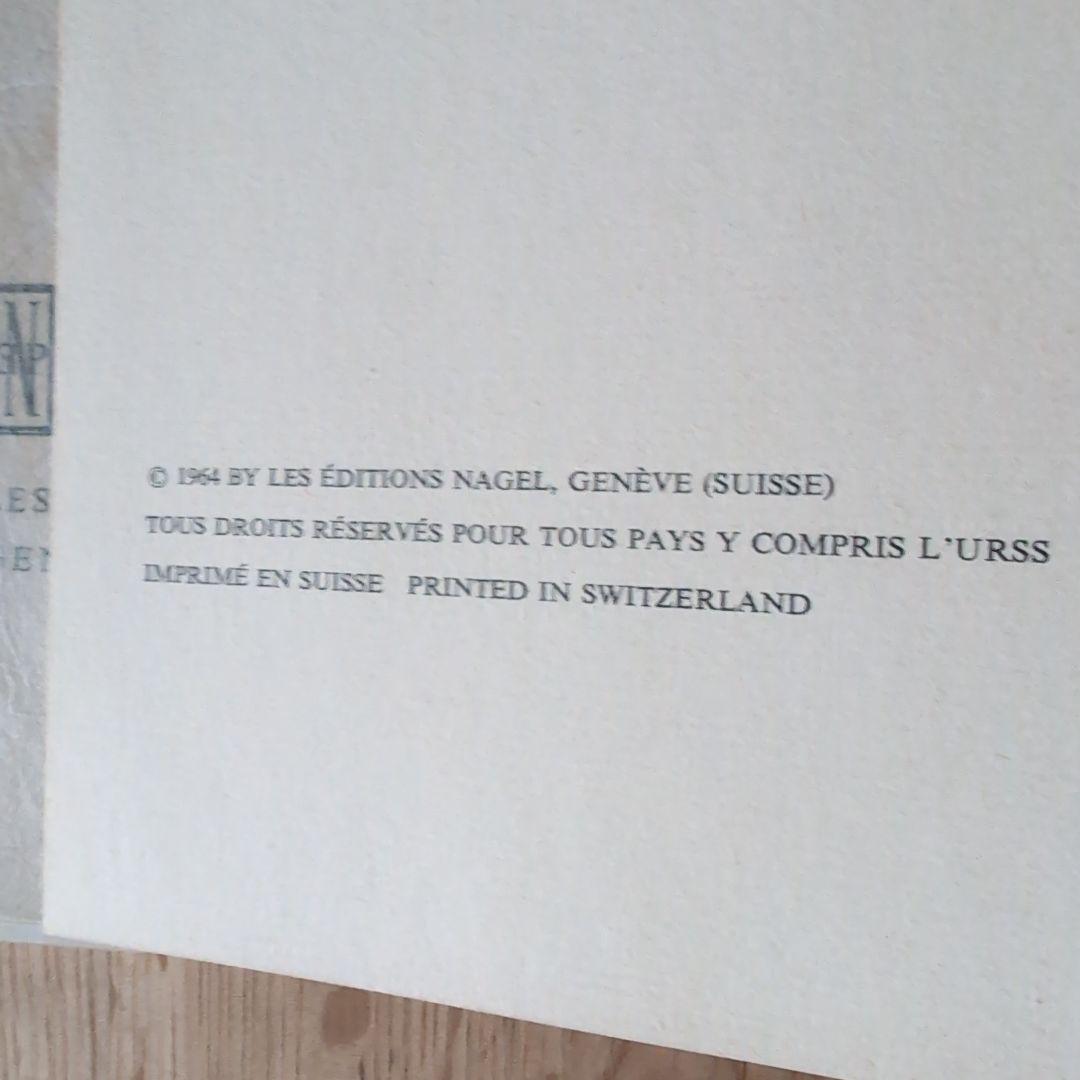 © 1964 BY LES ÉDITIONS NAGEL, GENÈVE (SUISSE)
TOUS DROITS RÉSERVÉS POUR TOUS PAYS Y COMPRIS L'URSS
IMPRIMÉ EN SUISSE PRINTED IN SWITZERLAND